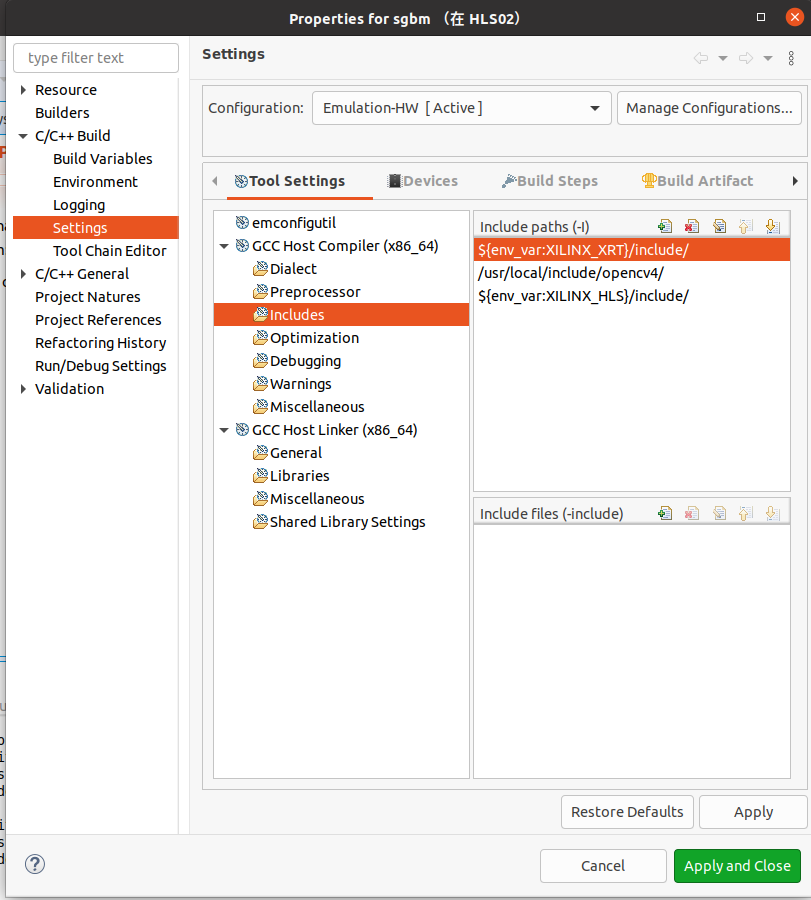 Properties for sgbm （在 HLS02）
type filter text
Resource
Builders
C/C++ Build
Build Variables
Environment
Logging
Settings
Tool Chain Editor
C/C++ General
Project Natures
Project References
Refactoring History
Run/Debug Settings
Validation
Settings
Configuration:
Emulation-HW [ Active ]
Manage Configurations...
Tool Settings
Devices
Build Steps
Build Artifact
emconfigutil
GCC Host Compiler (x86_64)
Dialect
Preprocessor
Includes
Optimization
Debugging
Warnings
Miscellaneous
GCC Host Linker (x86_64)
General
Libraries
Miscellaneous
Shared Library Settings
Include paths (-I)
${env_var:XILINX_XRT}/include/
/usr/local/include/opencv4/
${env_var:XILINX_HLS}/include/
Include files (-include)
Restore Defaults
Apply
?
Cancel
Apply and Close